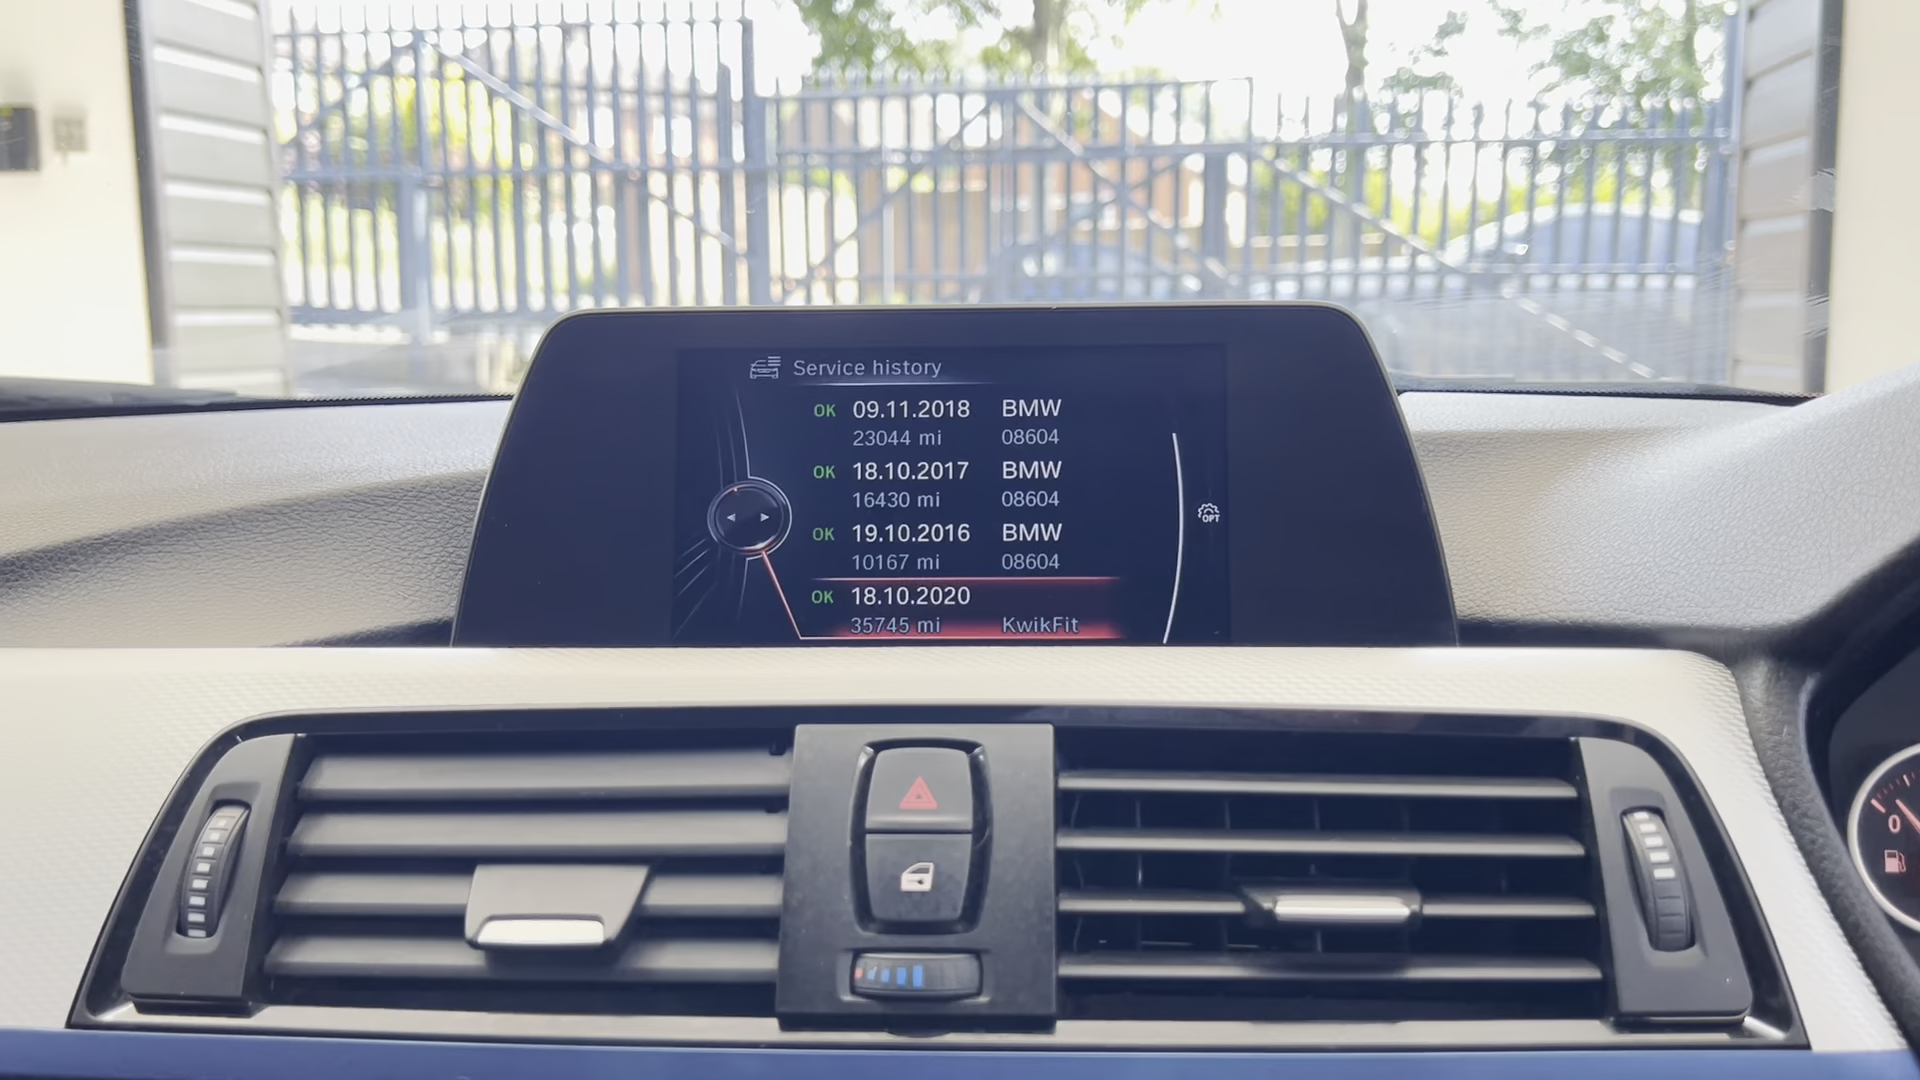 Service history
OK 09.11.2018 BMW
23044 mi 08604
OK 18.10.2017 BMW
16430 mi 08604
OK 19.10.2016 BMW
10167 mi 08604
OK 18.10.2020
35745 mi KwikFit
OPT
0